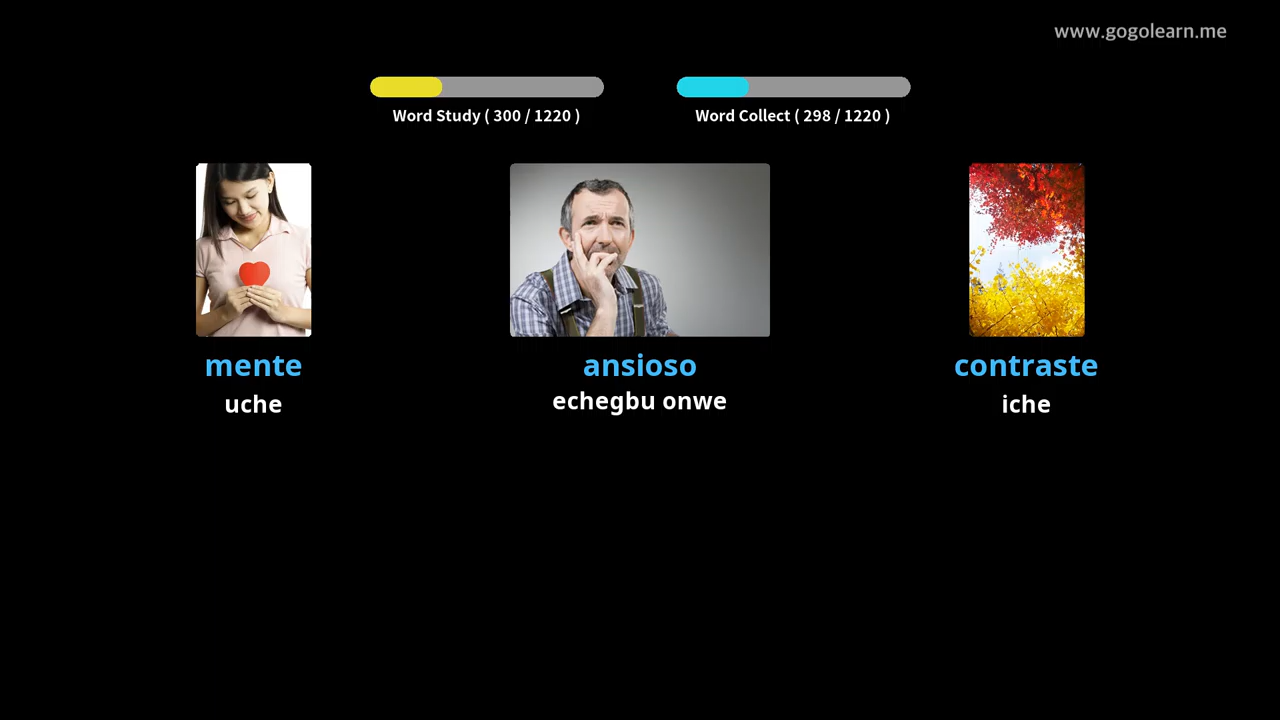 www.gogolearn.me
Word Study ( 300 / 1220 )
Word Collect ( 298 / 1220 )
mente
uche
ansioso
echegbu onwe
contraste
iche